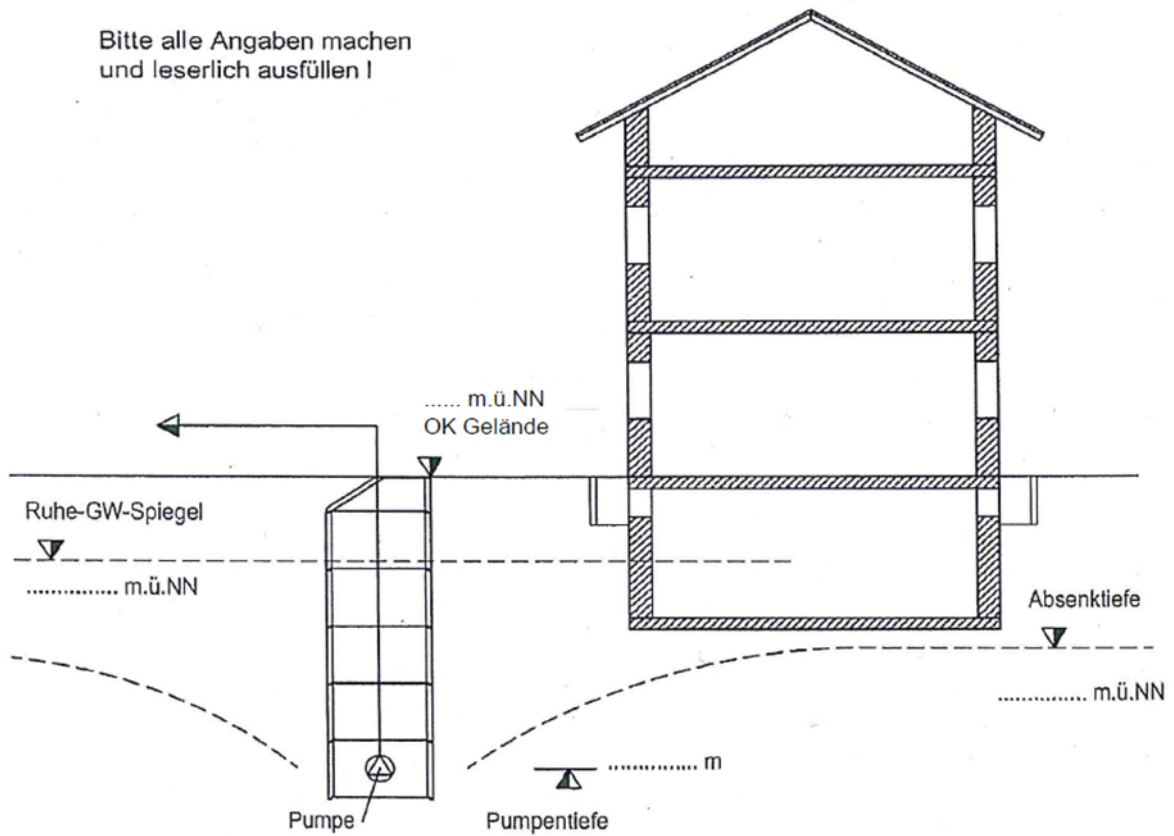 Bitte alle Angaben machen
und leserlich ausfüllen !
...... m.ü.NN
OK Gelände
Ruhe-GW-Spiegel
............... m.ü.NN
Absenktiefe
............... m.ü.NN
............... m
Pumpe
Pumpentiefe